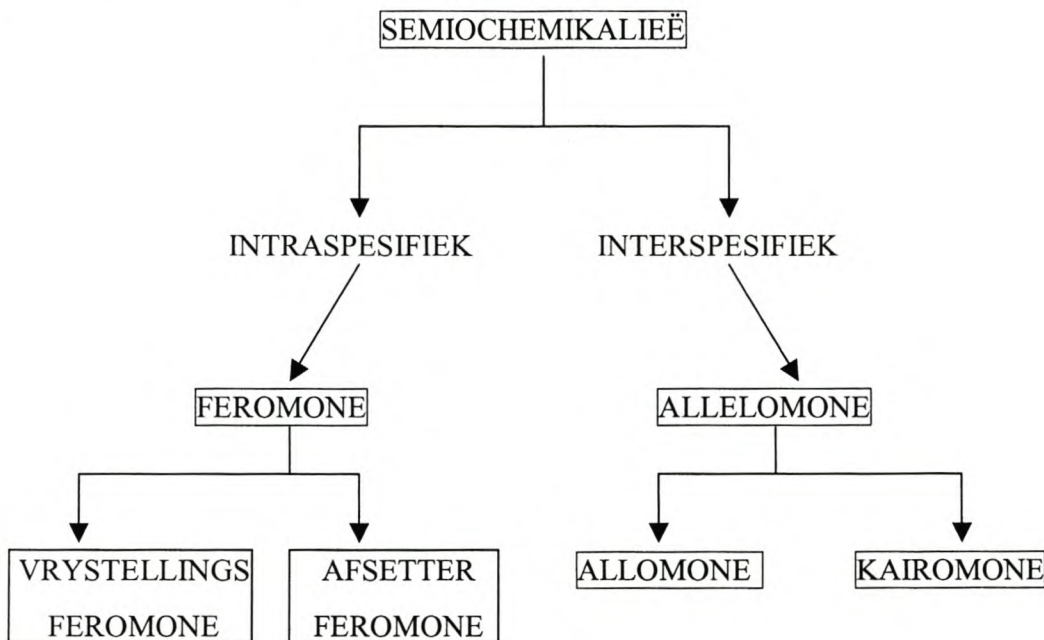 SEMIOCHEMIKALIEË
INTRASPESIFIEK
INTERSPESIFIEK
FEROMONE
ALLELOMONE
VRYSTELLINGS
FEROMONE
AFSETTER
FEROMONE
ALLOMONE
KAIROMONE